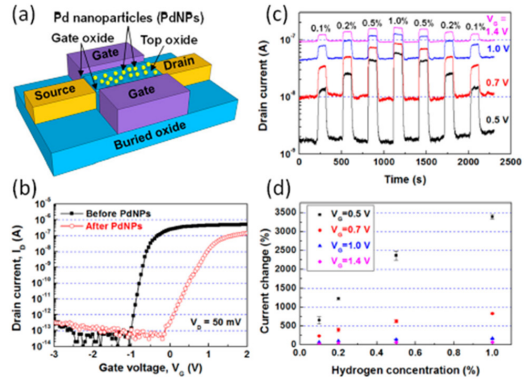 (a)
Pd nanoparticles (PdNPs)
Gate oxide
Top oxide
Gate
Drain
Source
Gate
Buried oxide
(b)
Drain current, I_D (A)
10⁻⁶
10⁻⁷
10⁻⁸
10⁻⁹
10⁻¹⁰
10⁻¹¹
10⁻¹²
10⁻¹³
10⁻¹⁴
Before PdNPs
After PdNPs
V_D = 50 mV
-3 -2 -1 0 1 2
Gate voltage, V_G (V)
(c)
Drain current (A)
10⁻⁷
10⁻⁸
10⁻⁹
0.1% 0.2% 0.5% 1.0% 0.5% 0.2% 0.1%
V_G =
1.4 V
1.0 V
0.7 V
0.5 V
0 500 1000 1500 2000 2500
Time (s)
(d)
Current change (%)
3500
3000
2500
2000
1500
1000
500
0
V_G=0.5 V
V_G=0.7 V
V_G=1.0 V
V_G=1.4 V
0.0 0.2 0.4 0.6 0.8 1.0
Hydrogen concentration (%)